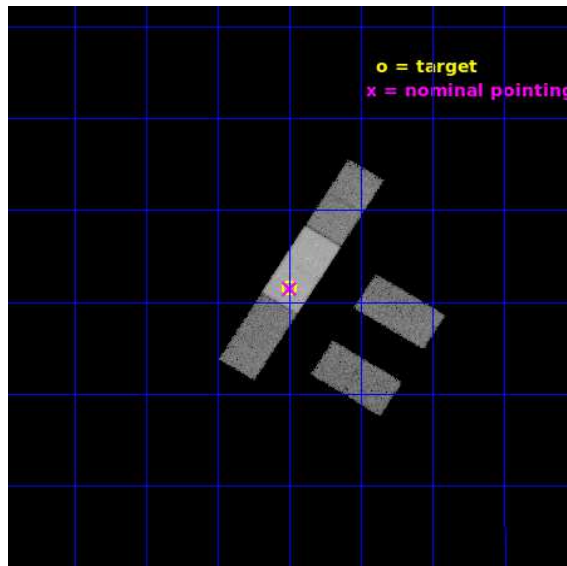 o = target
x = nominal pointing